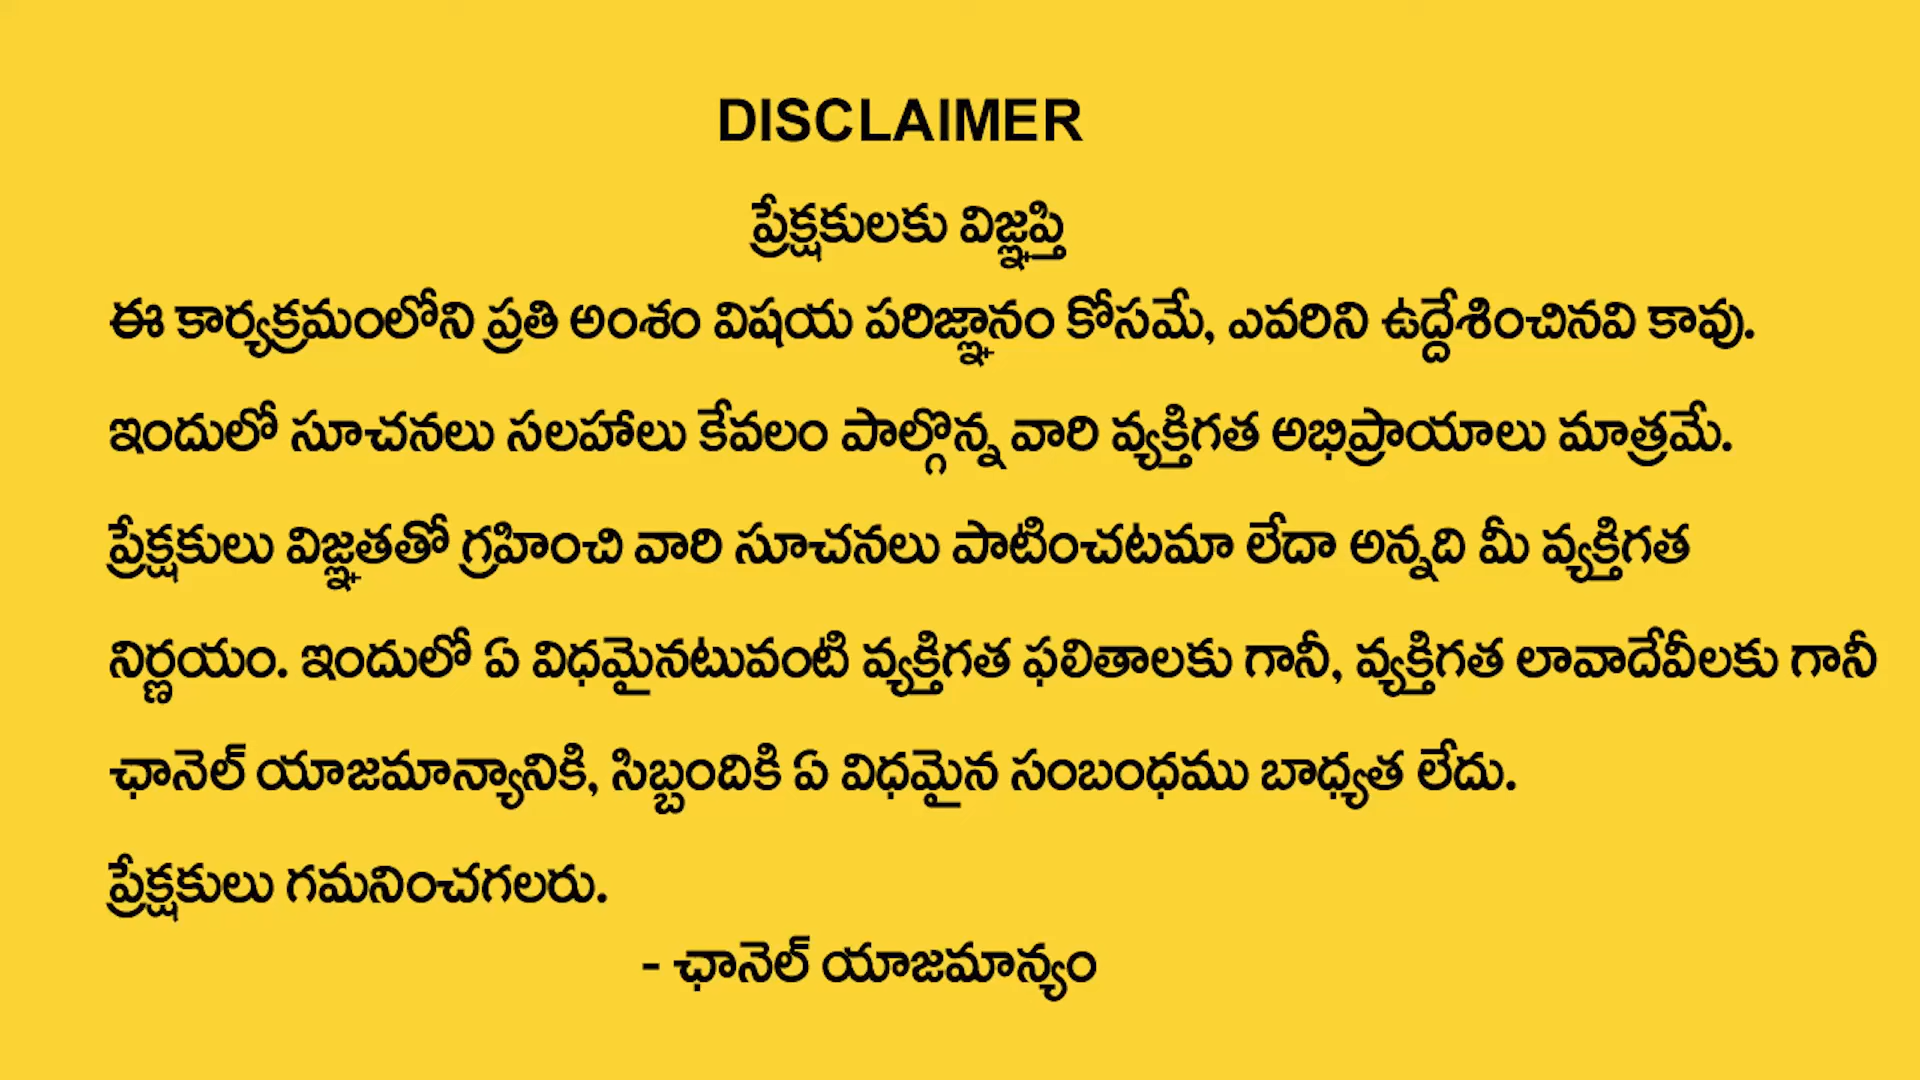 DISCLAIMER
ప్రేక్షకులకు విజ్ఞప్తి
ఈ కార్యక్రమంలోని ప్రతి అంశం విషయ పరిజ్ఞానం కోసమే, ఎవరిని ఉద్దేశించినవి కావు.
ఇందులో సూచనలు సలహాలు కేవలం పాల్గొన్న వారి వ్యక్తిగత అభిప్రాయాలు మాత్రమే.
ప్రేక్షకులు విజ్ఞతతో గ్రహించి వారి సూచనలు పాటించటమా లేదా అన్నది మీ వ్యక్తిగత
నిర్ణయం. ఇందులో ఏ విధమైనటువంటి వ్యక్తిగత ఫలితాలకు గానీ, వ్యక్తిగత లావాదేవీలకు గానీ
ఛానెల్ యాజమాన్యానికి, సిబ్బందికి ఏ విధమైన సంబంధము బాధ్యత లేదు.
ప్రేక్షకులు గమనించగలరు.
- ఛానెల్ యాజమాన్యం